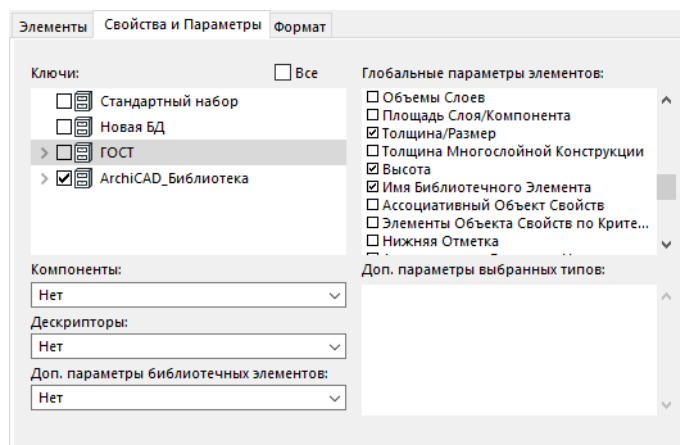 Элементы
Свойства и Параметры
Формат
Ключи:
Все
Стандартный набор
Новая БД
ГОСТ
ArchiCAD_Библиотека
Глобальные параметры элементов:
Объемы Слоев
Площадь Слоя/Компонента
Толщина/Размер
Толщина Многослойной Конструкции
Высота
Имя Библиотечного Элемента
Ассоциативный Объект Свойств
Элементы Объекта Свойств по Крите...
Нижняя Отметка
Компоненты:
Нет
Дескрипторы:
Нет
Доп. параметры библиотечных элементов:
Нет
Доп. параметры выбранных типов: